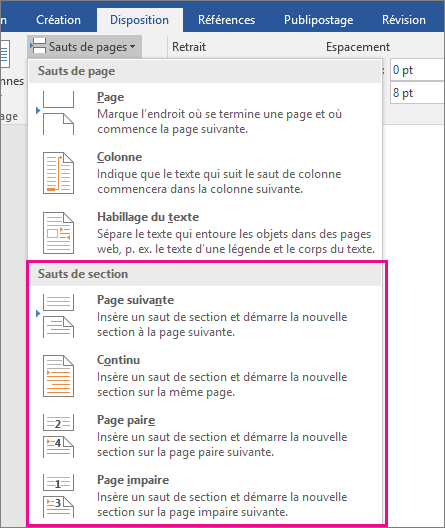 n Création Disposition Références Publipostage Révision
Sauts de pages Retrait Espacement
nnes : 0 pt
8 pt
age
Sauts de page
Page
Marque l'endroit où se termine une page et où
commence la page suivante.
Colonne
Indique que le texte qui suit le saut de colonne
commencera dans la colonne suivante.
Habillage du texte
Sépare le texte qui entoure les objets dans des pages
web, p. ex. le texte d'une légende et le corps du texte.
Sauts de section
Page suivante
Insère un saut de section et démarre la nouvelle
section à la page suivante.
Continu
Insère un saut de section et démarre la nouvelle
section sur la même page.
2
4
Page paire
Insère un saut de section et démarre la nouvelle
section sur la page paire suivante.
1
3
Page impaire
Insère un saut de section et démarre la nouvelle
section sur la page impaire suivante.